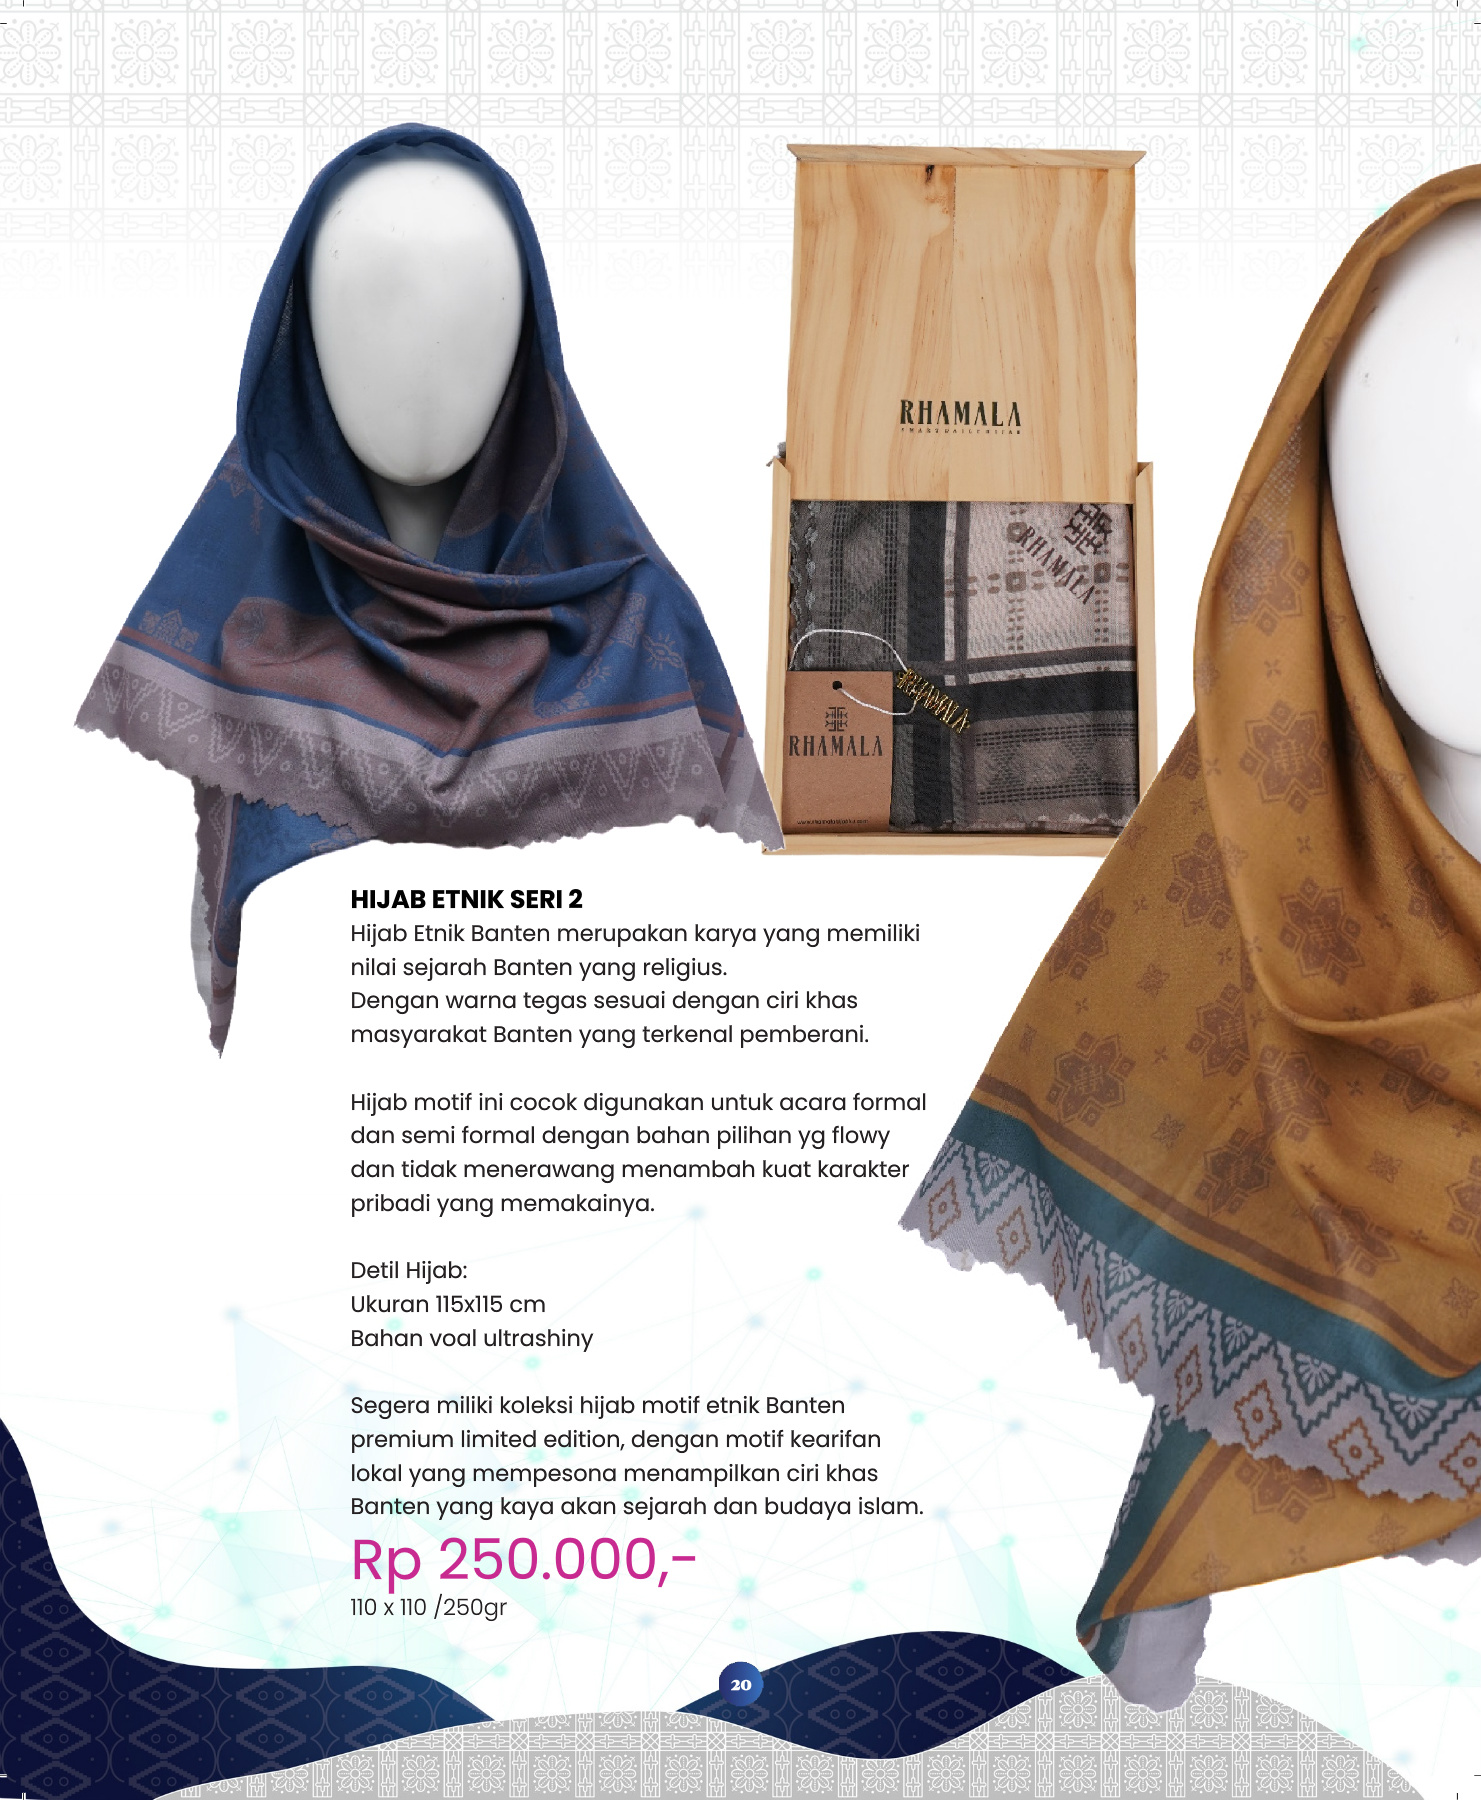 RHAMALA
SMART DAILY HIJAB
RHAMALA
RHAMALA
RHAMALA
HIJAB ETNIK SERI 2
Hijab Etnik Banten merupakan karya yang memiliki
nilai sejarah Banten yang religius.
Dengan warna tegas sesuai dengan ciri khas
masyarakat Banten yang terkenal pemberani.
Hijab motif ini cocok digunakan untuk acara formal
dan semi formal dengan bahan pilihan yg flowy
dan tidak menerawang menambah kuat karakter
pribadi yang memakainya.
Detil Hijab:
Ukuran 115x115 cm
Bahan voal ultrashiny
Segera miliki koleksi hijab motif etnik Banten
premium limited edition, dengan motif kearifan
lokal yang mempesona menampilkan ciri khas
Banten yang kaya akan sejarah dan budaya islam.
Rp 250.000,-
110 x 110 /250gr
20